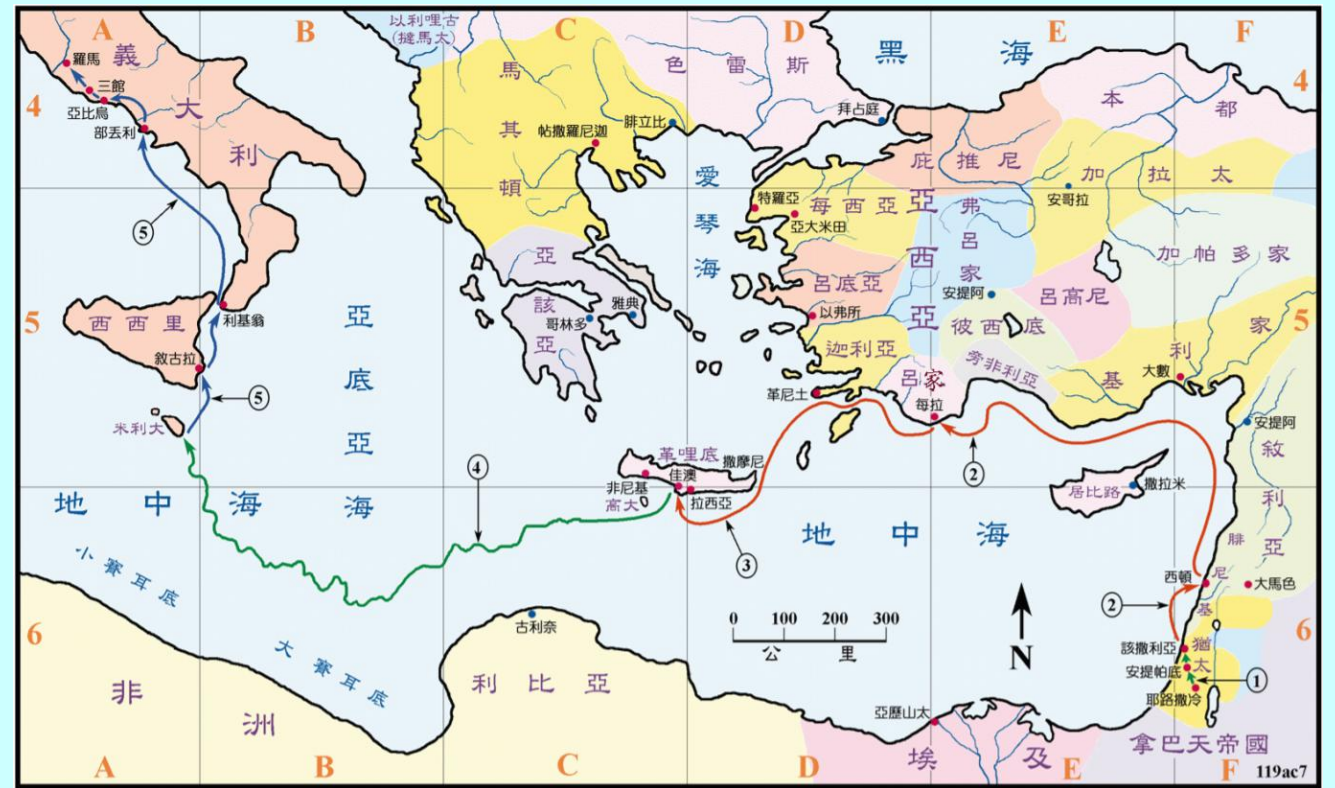 A
B
C
D
E
F
以利哩古
(撻馬太)
義大利
羅馬
三館
亞比烏
部丟利
4
馬其頓
色雷斯
黑海
本都
4
拜占庭
腓立比
帖撒羅尼迦
庇推尼
加拉太
愛琴海
特羅亞
每西亞
亞大米田
亞西亞
弗呂家
安哥拉
加帕多家
⑤
亞該亞
呂底亞
呂高尼
安提阿
雅典
哥林多
以弗所
彼西底
5
西西里
利基翁
亞底亞海
5
敘古拉
迦利亞
旁非利亞
基利家
大數
呂家
每拉
革尼土
⑤
米利大
安提阿
敘利亞
②
④
革哩底
撒摩尼
佳澳
非尼基
高大
拉西亞
居比路
撒拉米
地中海
地中海
③
小賽耳底
腓尼基
西頓
大馬色
②
0 100 200 300
公里
N
古利奈
6
6
大賽耳底
該撒利亞
猶太
安提帕底
①
耶路撒冷
非洲
利比亞
亞歷山太
埃及
拿巴天帝國
A
B
C
D
E
F
119ac7